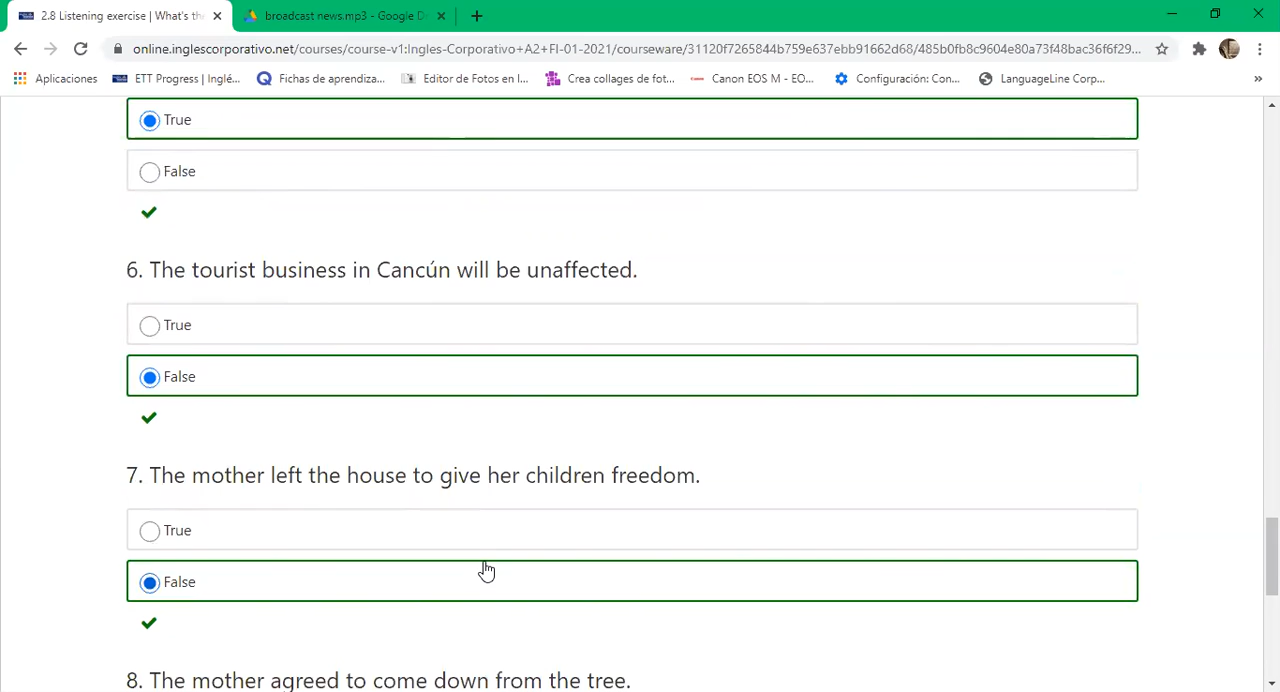 2.8 Listening exercise | What's the
broadcast news.mp3 - Google D
online.inglescorporativo.net/courses/course-v1:Ingles-Corporativo+A2+FI-01-2021/courseware/31120f7265844b759e637ebb91662d68/485b0fb8c9604e80a73f48bac36f6f29...
Aplicaciones
ETT Progress | Inglé...
Fichas de aprendiza...
Editor de Fotos en l...
Crea collages de fot...
Canon EOS M - EO...
Configuración: Con...
LanguageLine Corp...
»
True
False
6. The tourist business in Cancún will be unaffected.
True
False
7. The mother left the house to give her children freedom.
True
False
8. The mother agreed to come down from the tree.